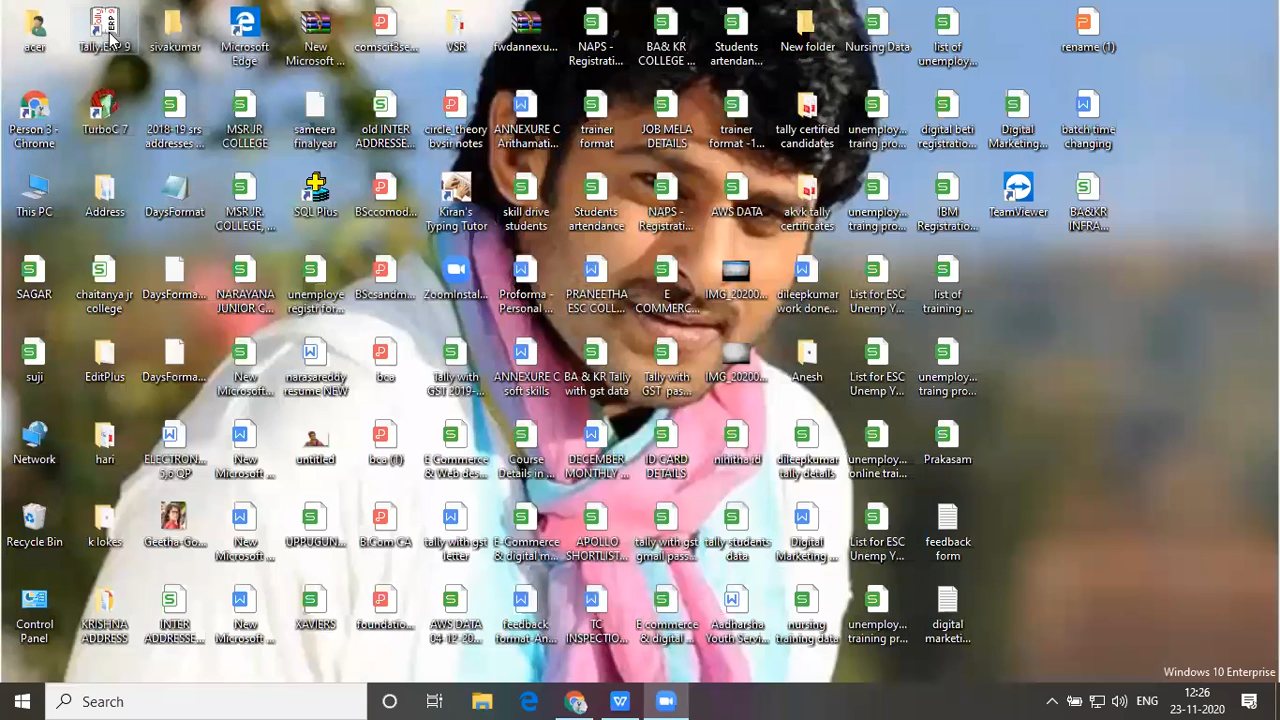 acer
Tally.ERP 9
sivakumar
Microsoft
Edge
New
Microsoft ...
comsci t3se...
VSR
fwdannexu...
NAPS -
Registrati...
BA& KR
COLLEGE ...
Students
artendan...
New folder
Nursing Data
list of
unemploy...
rename (1)
Person 3 -
Chrome
TurboC 7
2018-19 srs
addresses ...
MSR JR
COLLEGE
sameera
finalyear
old INTER
ADDRESSE...
circle_theory
bvsir notes
ANNEXURE C
Arithamati...
trainer
format
JOB MELA
DETAILS
trainer
format -1...
tally certified
candidates
unemploy...
traing pro...
digital beti
registratio...
Digital
Marketing...
batch time
changing
This PC
Address
DaysFormat
MSR JR.
COLLEGE, ...
SQL Plus
BSccomod...
Kiran's
Typing Tutor
skill drive
students
Students
artendance
NAPS -
Registrati...
AWS DATA
akvk tally
certificates
unemploy...
traing pro...
IBM
Registratio...
TeamViewer
BA&KR
INFRA...
SAGAR
chaitanya jr
college
DaysForma...
NARAYANA
JUNIOR C...
unemploye
registr for...
BScsandm...
ZoomInstal...
Proforma -
Personal ...
PRANEETHA
ESC COLL...
E
COMMERC...
IMG_20200...
dileepkumar
work done...
List for ESC
Unemp Y...
list of
training ...
suji
EditPlus
DaysForma...
New
Microsoft...
narasareddy
resume NEW
bca
Tally with
GST 2019-...
ANNEXURE C
soft skills
BA & KR Tally
with gst data
Tally with
GST pas...
IMG_20200...
Anesh
List for ESC
Unemp Y...
unemploy...
traing pro...
Network
hari
ELECTRON...
5,6 QP
New
Microsoft ...
untitled
bca (1)
E Commerce
& Web des...
Course
Details in ...
DECEMBER
MONTHLY ...
ID CARD
DETAILS
nihitha id
dileepkumar
tally details
unemploy...
online trai...
Prakasam
Recycle Bin
k lokes
Geetha Go...
New
Microsoft ...
UPRUGUN...
B.Com CA
tally with gst
letter
E-Commerce
& digital m...
APOLLO
SHORTLIST...
tally with gst
gmail pass...
tally students
data
Digital
Marketing ...
List for ESC
Unemp Y...
feedback
form
Control
Panel
KRISHNA
ADDRESS
INTER
ADDRESSE...
New
Microsoft ...
XAVIERS
foundatio...
AWS DATA
04-12-20...
feedback
format-An...
TC
INSPECTIO...
E commerce
& digital ...
Aadharsha
Youth Servi...
nursing
training data
unemploy...
training pr...
digital
marketi...
Windows 10 Enterprise
Search
ENG
12:26
23-11-2020